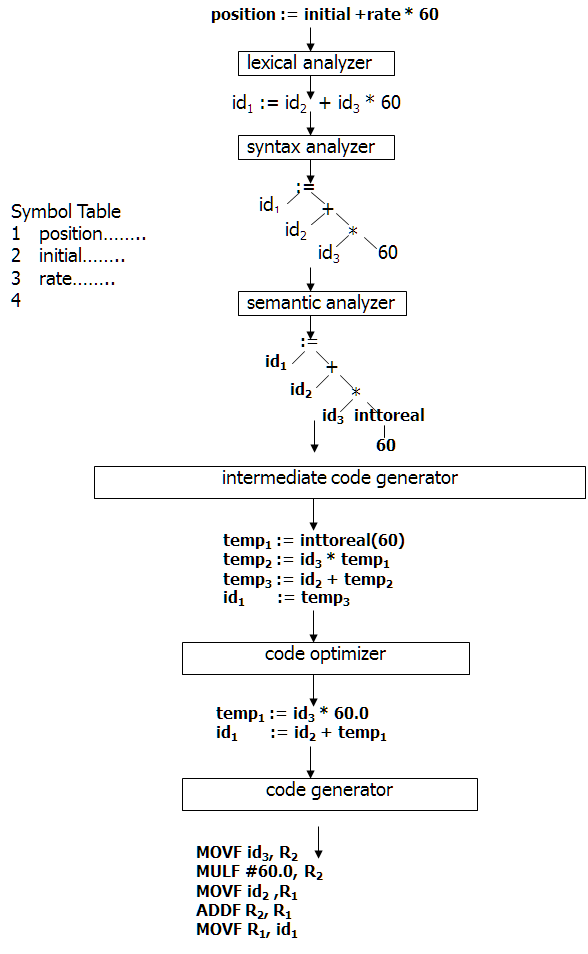 position := initial +rate * 60
lexical analyzer
id₁ := id₂ + id₃ * 60
syntax analyzer
:=
id₁
+
id₂
*
id₃
60
Symbol Table
1 position........
2 initial........
3 rate........
4
semantic analyzer
:=
id₁
+
id₂
*
id₃ inttoreal
60
intermediate code generator
temp₁ := inttoreal(60)
temp₂ := id₃ * temp₁
temp₃ := id₂ + temp₂
id₁ := temp₃
code optimizer
temp₁ := id₃ * 60.0
id₁ := id₂ + temp₁
code generator
MOVF id₃, R₂
MULF #60.0, R₂
MOVF id₂ ,R₁
ADDF R₂, R₁
MOVF R₁, id₁